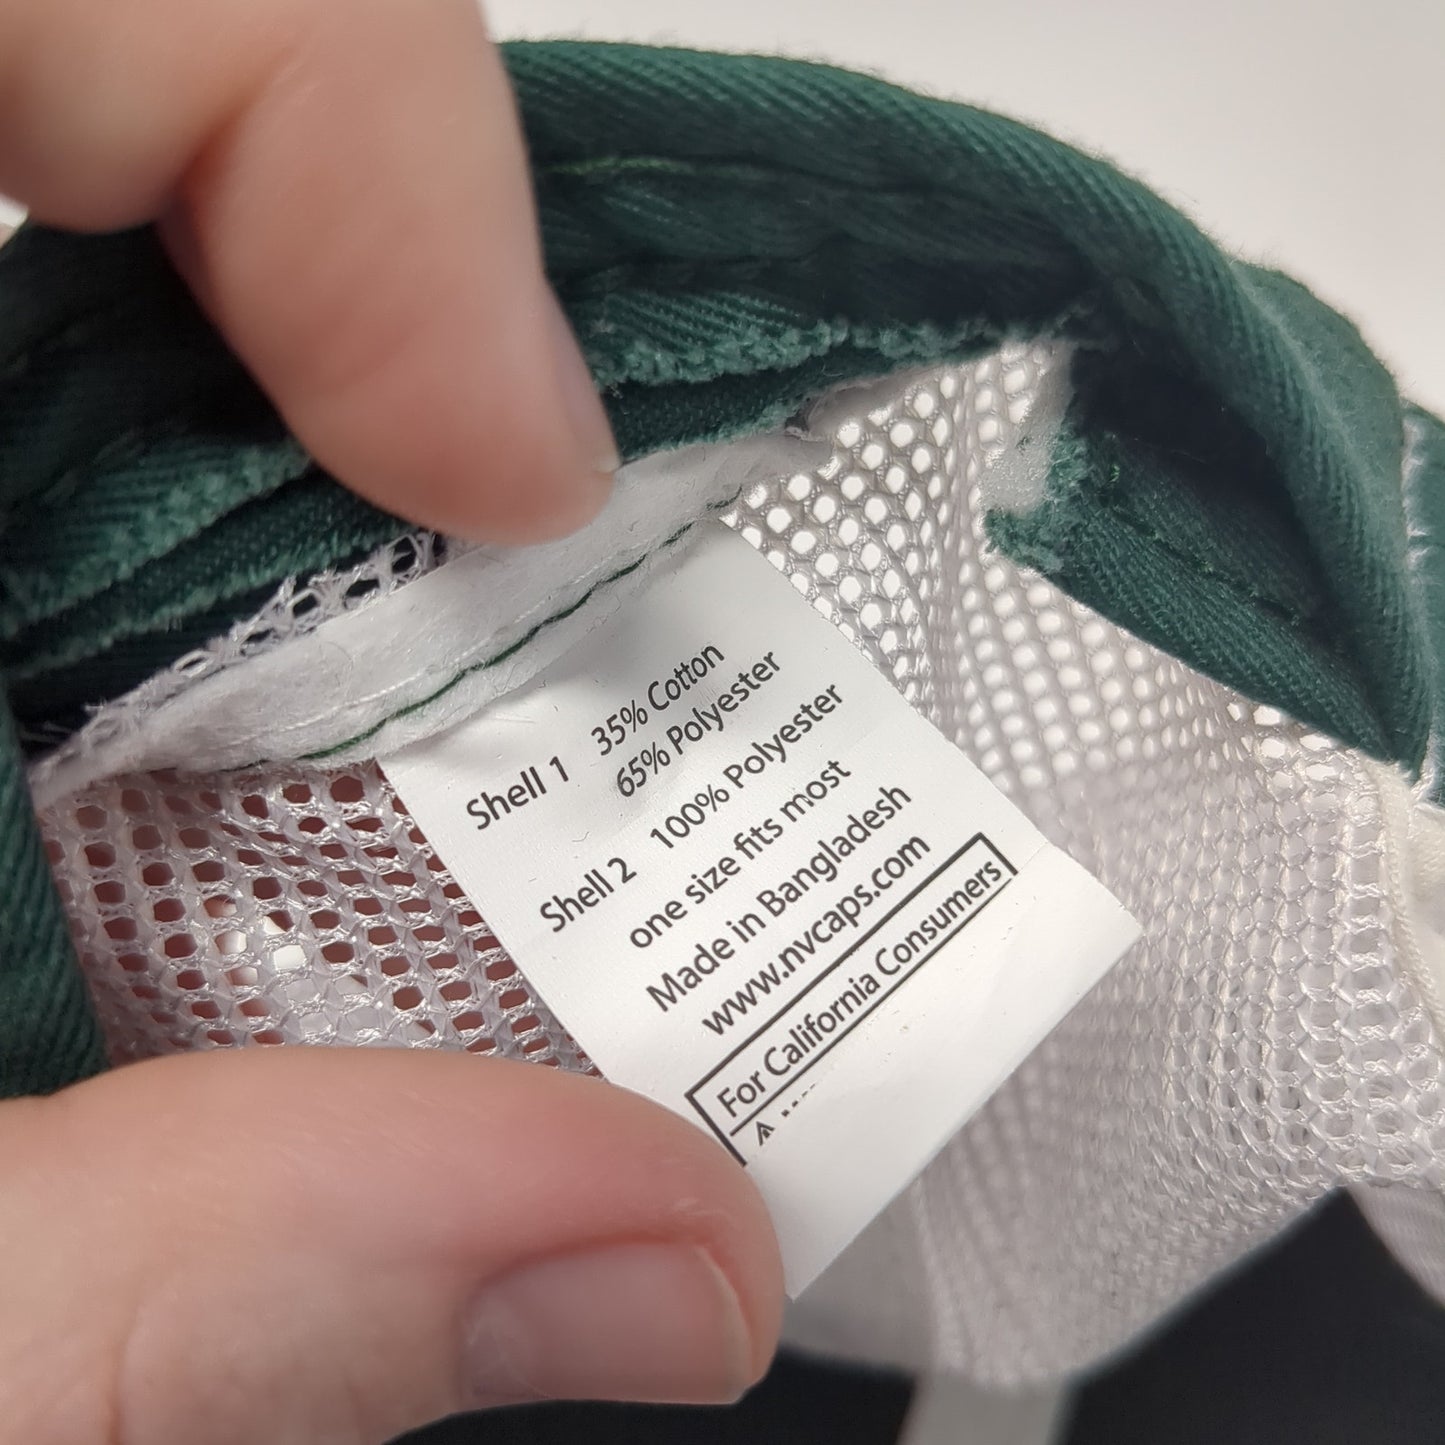 Shell 1 35% Cotton
65% Polyester
Shell 2 100% Polyester
one size fits most
Made in Bangladesh
www.nvcaps.com
For California Consumers